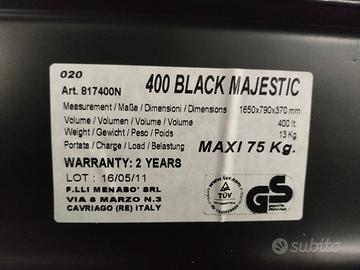 020
Art. 817400N
400 BLACK MAJESTIC
Measurement / Maße / Dimensioni / Dimensions 1650x790x370 mm
Volume / Volumen / Volume / Volume 400 lt.
Weight / Gewicht / Peso / Poids 13 Kg.
Portata / Charge / Load / Belastung MAXI 75 Kg.
WARRANTY: 2 YEARS
LOT : 16/05/11
F.LLI MENABO' SRL
VIA 8 MARZO N.3
CAVRIAGO (RE) ITALY
TÜV
GS
subito